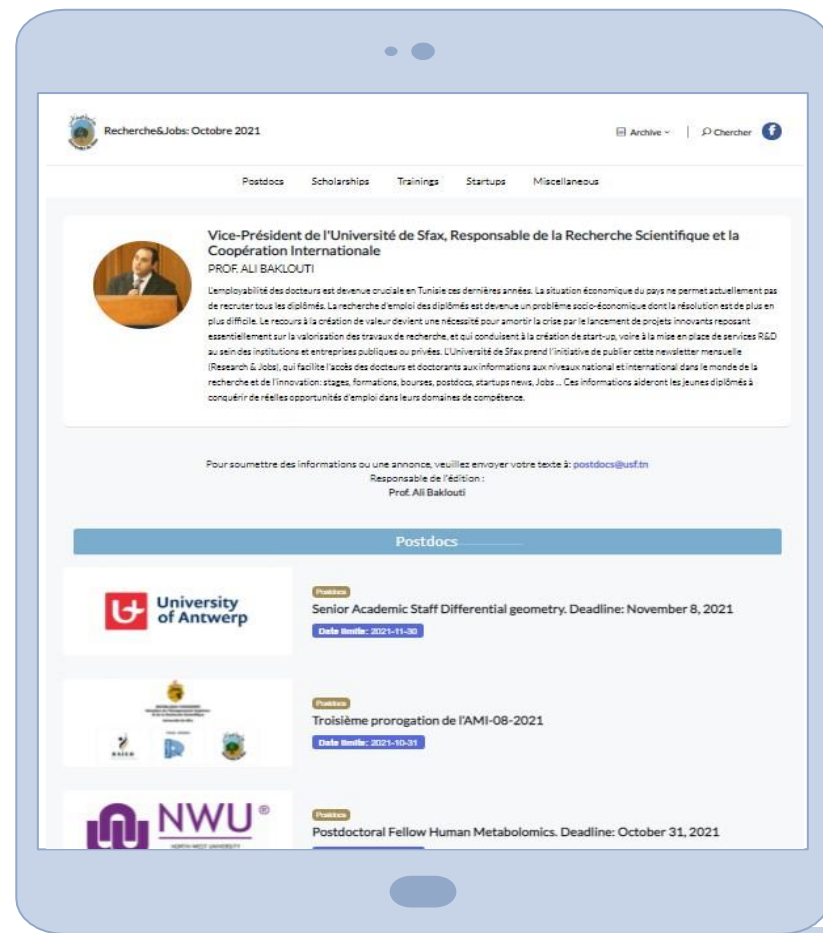 Recherche&Jobs: Octobre 2021
Archive
Chercher
Postdocs Scholarships Trainings Startups Miscellaneous
Vice-Président de l'Université de Sfax, Responsable de la Recherche Scientifique et la
Coopération Internationale
PROF. ALI BAKLOUTI
L'employabilité des docteurs est devenue cruciale en Tunisie ces dernières années. La situation économique du pays ne permet actuellement pas
de recruter tous les diplômés. La recherche d'emploi des diplômés est devenue un problème socio-économique dont la résolution est de plus en
plus difficile. Le recours à la création de valeur devient une nécessité pour amortir la crise par le lancement de projets innovants reposant
essentiellement sur la valorisation des travaux de recherche, et qui conduisent à la création de start-up, voire à la mise en place de services R&D
au sein des institutions et entreprises publiques ou privées. L'Université de Sfax prend l'initiative de publier cette newsletter mensuelle
(Research & Jobs), qui facilite l'accès des docteurs et doctorants aux informations aux niveaux national et international dans le monde de la
recherche et de l'innovation: stages, formations, bourses, postdocs, startups news, Jobs ... Ces informations aideront les jeunes diplômés à
conquérir de réelles opportunités d'emploi dans leurs domaines de compétence.
Pour soumettre des informations ou une annonce, veuillez envoyer votre texte à: postdocs@usf.tn
Responsable de l'édition :
Prof. Ali Baklouti
Postdocs
University
of Antwerp
Postdocs
Senior Academic Staff Differential geometry. Deadline: November 8, 2021
Date limite: 2021-11-30
Postdocs
Troisième prorogation de l'AMI-08-2021
Date limite: 2021-10-31
NWU®
NORTH-WEST UNIVERSITY
Postdocs
Postdoctoral Fellow Human Metabolomics. Deadline: October 31, 2021